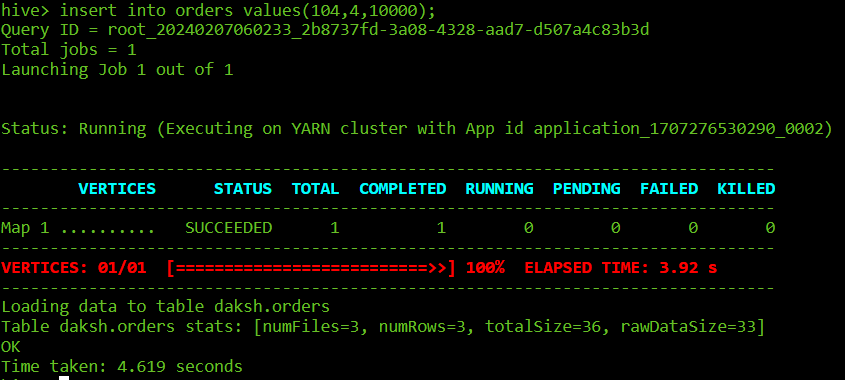 hive> insert into orders values(104,4,10000);
Query ID = root_20240207060233_2b8737fd-3a08-4328-aad7-d507a4c83b3d
Total jobs = 1
Launching Job 1 out of 1
Status: Running (Executing on YARN cluster with App id application_1707276530290_0002)
--------------------------------------------------------------------------------
VERTICES STATUS TOTAL COMPLETED RUNNING PENDING FAILED KILLED
--------------------------------------------------------------------------------
Map 1 .......... SUCCEEDED 1 1 0 0 0 0
--------------------------------------------------------------------------------
VERTICES: 01/01 [==========================>>] 100% ELAPSED TIME: 3.92 s
--------------------------------------------------------------------------------
Loading data to table daksh.orders
Table daksh.orders stats: [numFiles=3, numRows=3, totalSize=36, rawDataSize=33]
OK
Time taken: 4.619 seconds